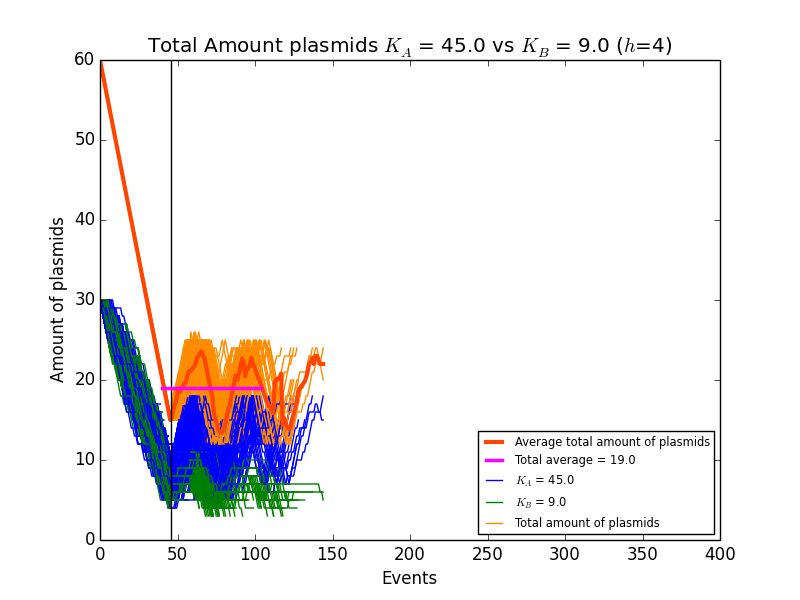 Total Amount plasmids K_A = 45.0 vs K_B = 9.0 (h=4)
60
50
40
30
20
10
0
Amount of plasmids
0 50 100 150 200 250 300 350 400
Events
Average total amount of plasmids
Total average = 19.0
K_A = 45.0
K_B = 9.0
Total amount of plasmids